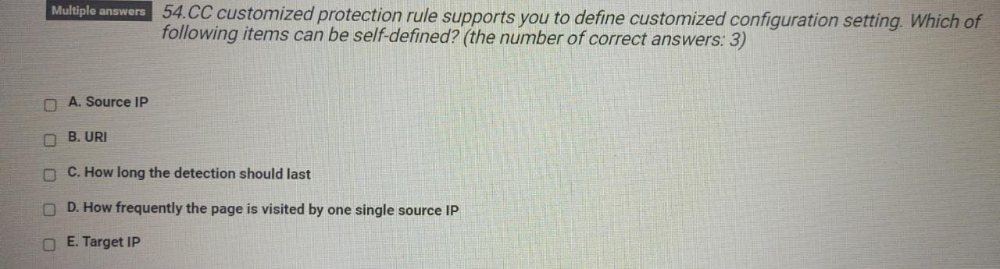 Multiple answers
54.CC customized protection rule supports you to define customized configuration setting. Which of
following items can be self-defined? (the number of correct answers: 3)
A. Source IP
B. URI
C. How long the detection should last
D. How frequently the page is visited by one single source IP
E. Target IP